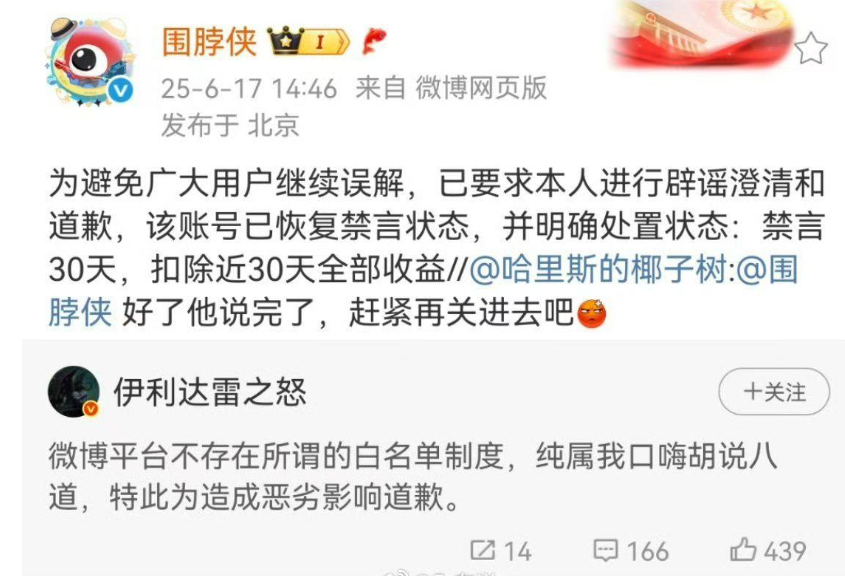 围脖侠 I
25-6-17 14:46 来自 微博网页版
发布于 北京
为避免广大用户继续误解，已要求本人进行辟谣澄清和
道歉，该账号已恢复禁言状态，并明确处置状态：禁言
30天，扣除近30天全部收益//@哈里斯的椰子树:@围
脖侠 好了他说完了，赶紧再关进去吧
伊利达雷之怒
+关注
微博平台不存在所谓的白名单制度，纯属我口嗨胡说八
道，特此为造成恶劣影响道歉。
14 166 439